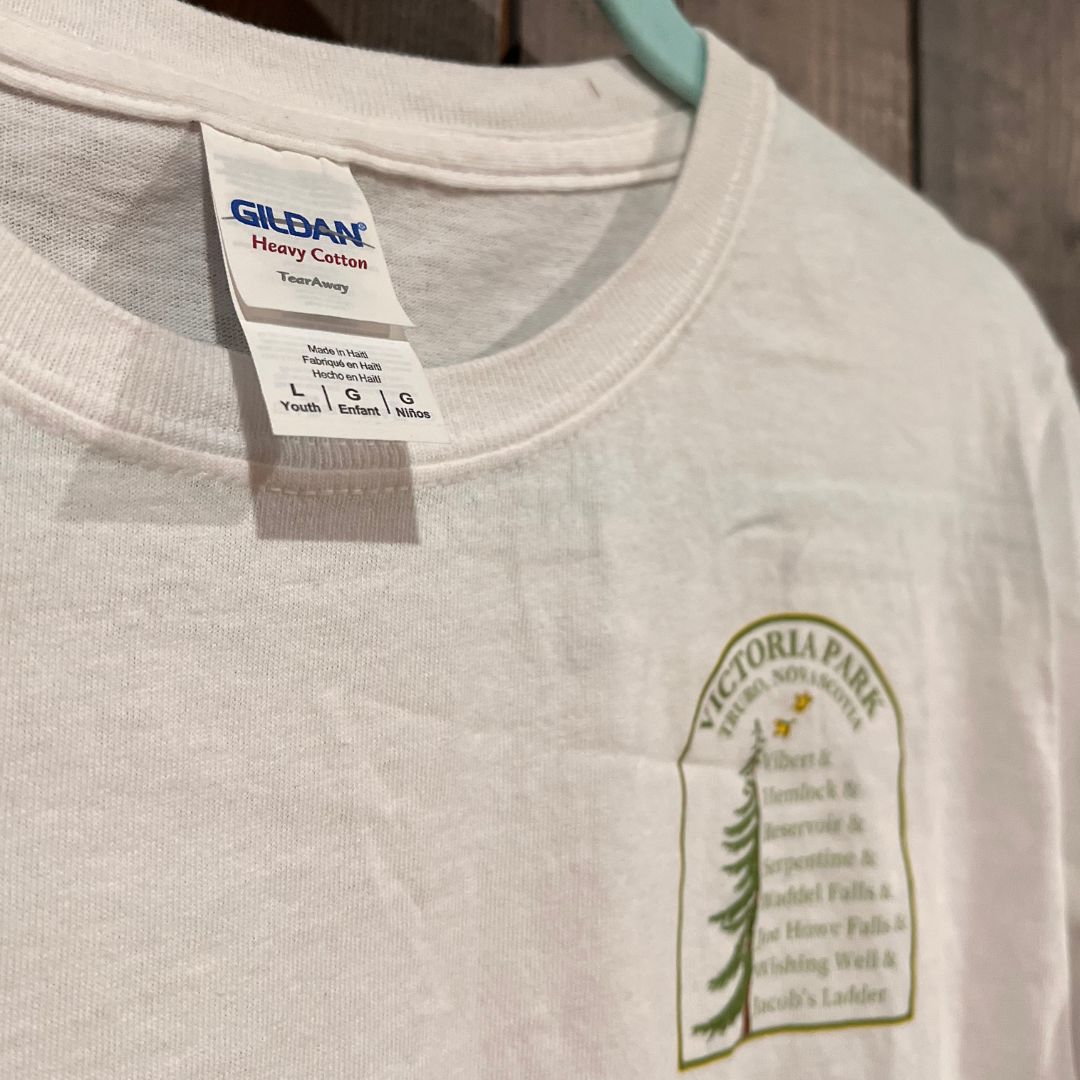 GILDAN®
Heavy Cotton
TearAway
Made in Haiti
Fabriqué en Haïti
Hecho en Haití
L | G | G
Youth | Enfant | Niños
VICTORIA PARK
TRURO, NOVA SCOTIA
Vibert &
Hemlock &
Reservoir &
Serpentine &
Waddel Falls &
Joe Howe Falls &
Wishing Well &
Jacob's Ladder